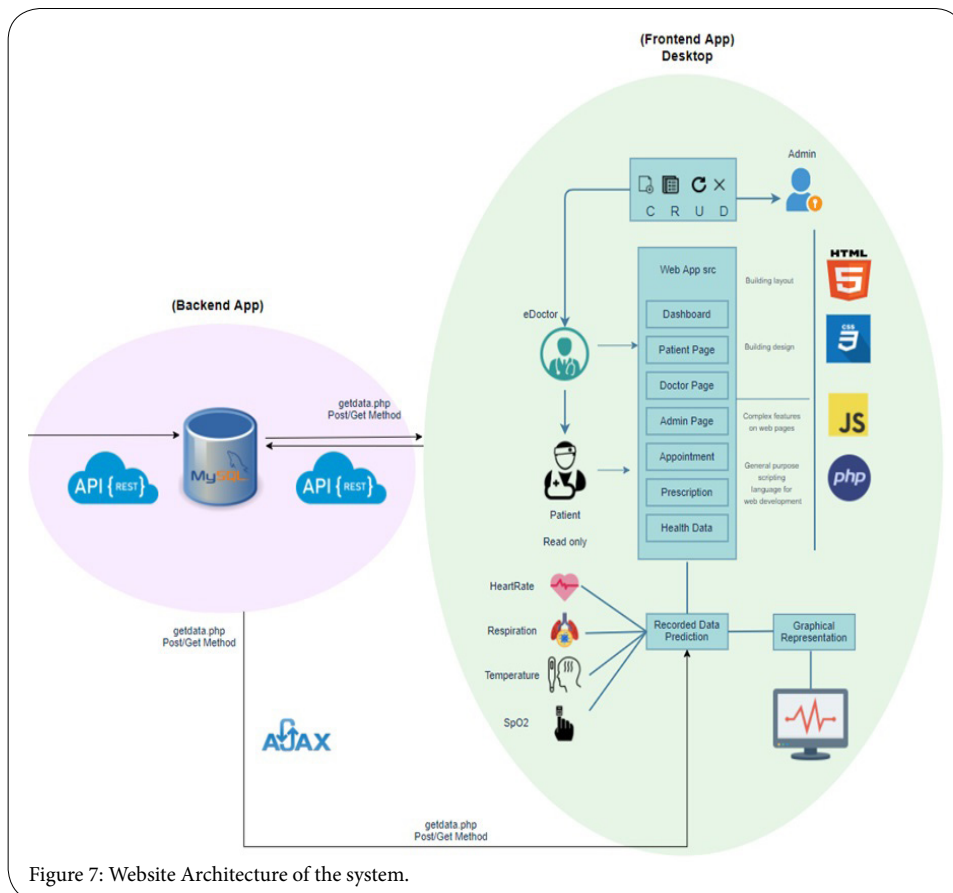 (Frontend App)
Desktop
Admin
C R U D
HTML
5
Web App src
Building layout
(Backend App)
eDoctor
Dashboard
CSS
3
Patient Page
Building design
Doctor Page
getdata.php
Post/Get Method
Admin Page
Complex features
on web pages
JS
MySQL
API {REST}
API {REST}
Appointment
General purpose
scripting
language for
web development
php
Prescription
Patient
Health Data
Read only
HeartRate
getdata.php
Post/Get Method
Respiration
Recorded Data
Prediction
Graphical
Representation
Temperature
SpO2
AJAX
getdata.php
Post/Get Method
Figure 7: Website Architecture of the system.